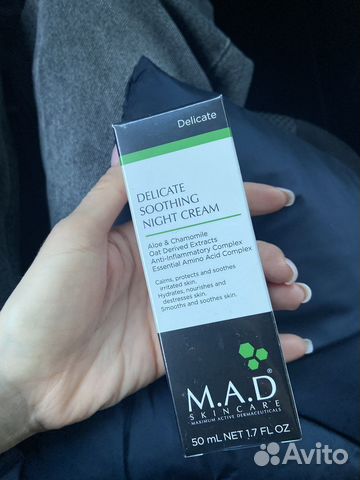 Delicate
DELICATE
SOOTHING
NIGHT CREAM
Aloe & Chamomile
Oat Derived Extracts
Anti-Inflammatory Complex
Essential Amino Acid Complex
Calms, protects and soothes
irritated skin.
Hydrates, nourishes and
destresses skin.
Smooths and soothes skin.
M.A.D®
SKINCARE
MAXIMUM ACTIVE DERMACEUTICALS
50 mL NET 1.7 FL OZ
Avito